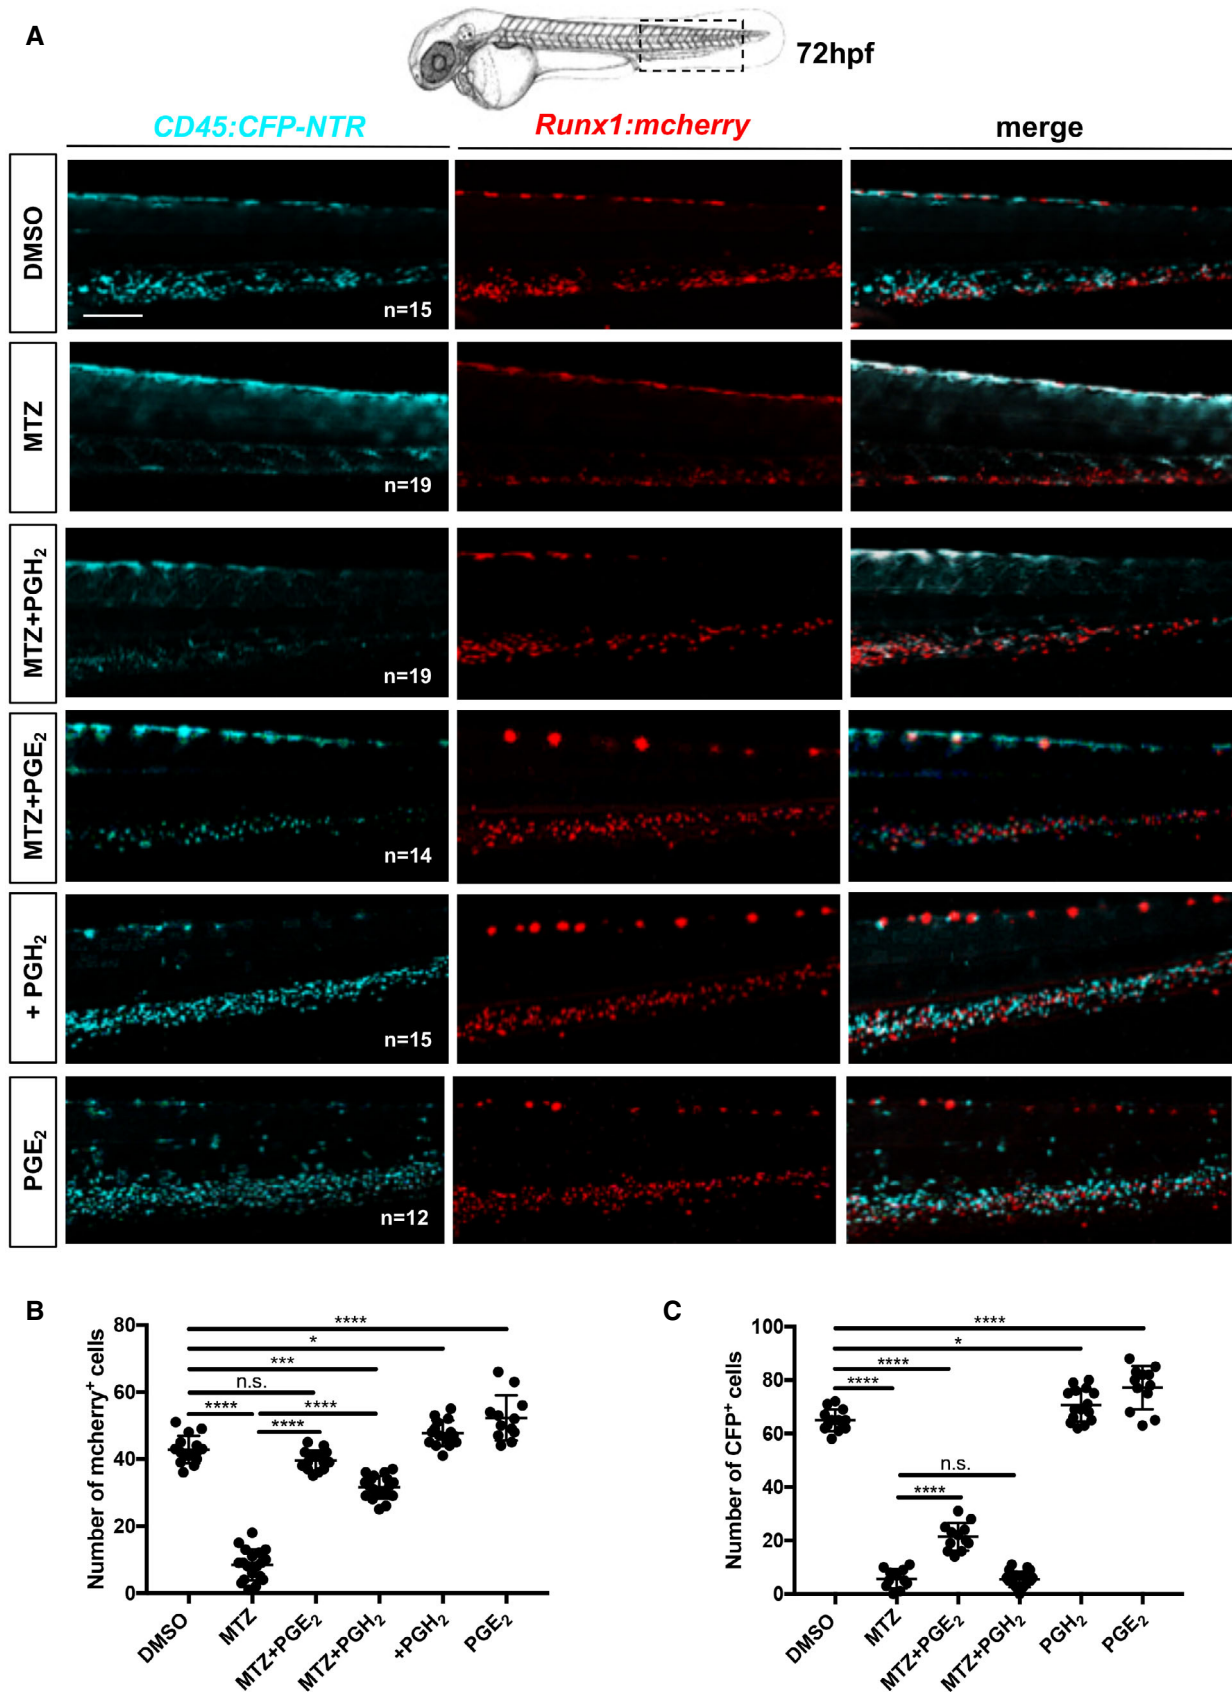 A
72hpf
CD45:CFP-NTR
Runx1:mcherry
merge
DMSO
n=15
MTZ
n=19
MTZ+PGH₂
n=19
MTZ+PGE₂
n=14
+ PGH₂
n=15
PGE₂
n=12
B
Number of mcherry⁺ cells
80
60
40
20
0
****
*
***
n.s.
**** ****
****
DMSO
MTZ
MTZ+PGE₂
MTZ+PGH₂
+PGH₂
PGE₂
C
Number of CFP⁺ cells
100
80
60
40
20
0
****
*
****
****
n.s.
****
DMSO
MTZ
MTZ+PGE₂
MTZ+PGH₂
PGH₂
PGE₂